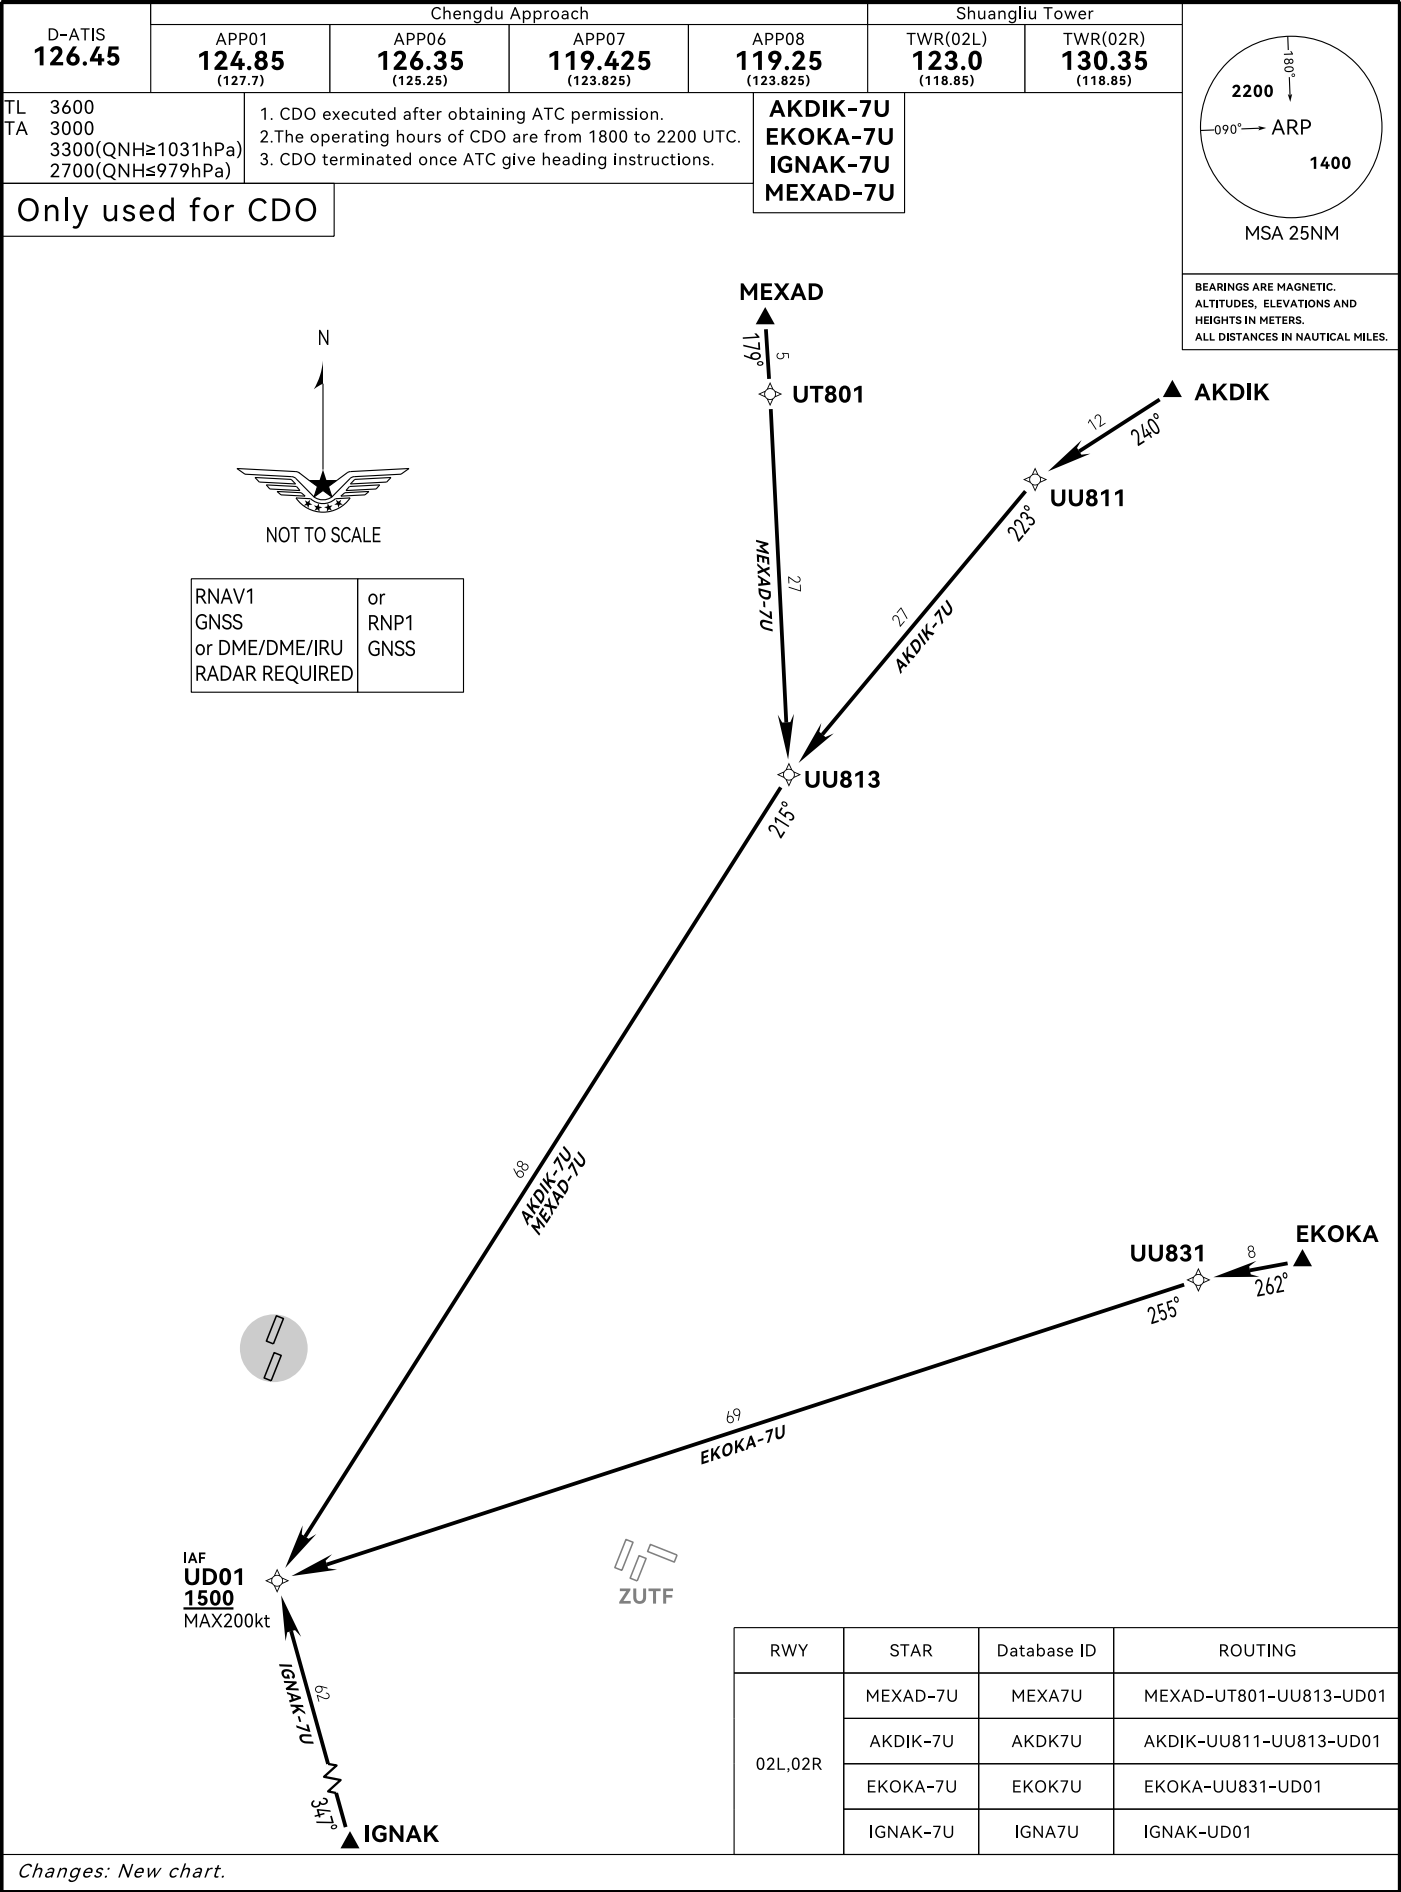 D-ATIS
126.45
Chengdu Approach
APP01
124.85
(127.7)
APP06
126.35
(125.25)
APP07
119.425
(123.825)
APP08
119.25
(123.825)
Shuangliu Tower
TWR(02L)
123.0
(118.85)
TWR(02R)
130.35
(118.85)
TL 3600
TA 3000
3300(QNH≥1031hPa)
2700(QNH≤979hPa)
1. CDO executed after obtaining ATC permission.
2.The operating hours of CDO are from 1800 to 2200 UTC.
3. CDO terminated once ATC give heading instructions.
AKDIK-7U
EKOKA-7U
IGNAK-7U
MEXAD-7U
Only used for CDO
180°
2200
090°
ARP
1400
MSA 25NM
BEARINGS ARE MAGNETIC.
ALTITUDES, ELEVATIONS AND
HEIGHTS IN METERS.
ALL DISTANCES IN NAUTICAL MILES.
N
NOT TO SCALE
RNAV1
GNSS
or DME/DME/IRU
RADAR REQUIRED
or
RNP1
GNSS
MEXAD
179°
5
UT801
AKDIK
12
240°
UU811
223°
MEXAD-7U
27
27
AKDIK-7U
UU813
215°
68
AKDIK-7U
MEXAD-7U
EKOKA
8
262°
UU831
255°
69
EKOKA-7U
IAF
UD01
1500
MAX200kt
ZUTF
IGNAK-7U
62
347°
IGNAK
RWY STAR Database ID ROUTING
02L,02R
MEXAD-7U MEXA7U MEXAD-UT801-UU813-UD01
AKDIK-7U AKDK7U AKDIK-UU811-UU813-UD01
EKOKA-7U EKOK7U EKOKA-UU831-UD01
IGNAK-7U IGNA7U IGNAK-UD01
Changes: New chart.